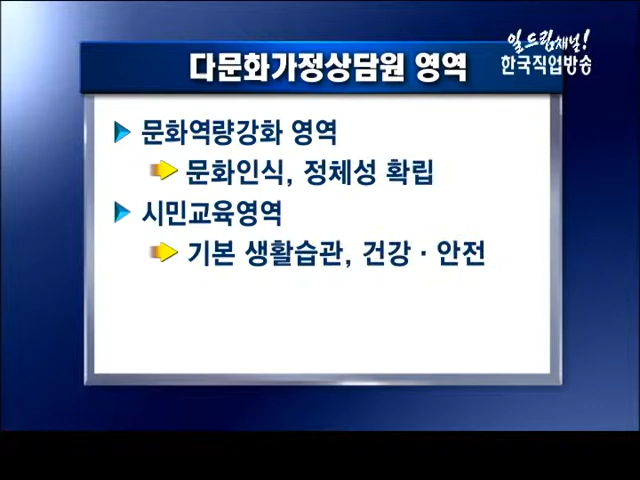 일 드림 채널!
한국직업방송
다문화가정상담원 영역
문화역량강화 영역
문화인식, 정체성 확립
시민교육영역
기본 생활습관, 건강 · 안전